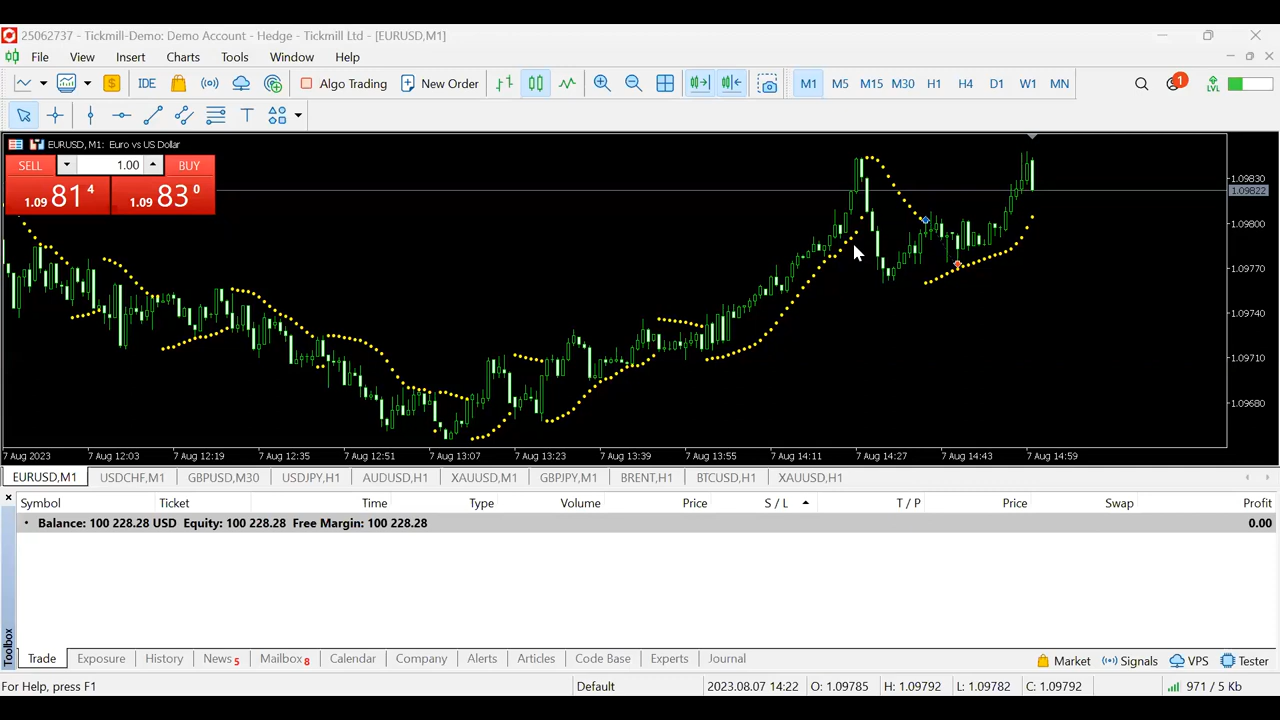 25062737 - Tickmill-Demo: Demo Account - Hedge - Tickmill Ltd - [EURUSD,M1]
File View Insert Charts Tools Window Help
IDE Algo Trading New Order M1 M5 M15 M30 H1 H4 D1 W1 MN 1 LVL
T
EURUSD, M1: Euro vs US Dollar
SELL 1.00 BUY
1.09 81 4 1.09 83 0
1.09830
1.09822
1.09800
1.09770
1.09740
1.09710
1.09680
7 Aug 2023 7 Aug 12:03 7 Aug 12:19 7 Aug 12:35 7 Aug 12:51 7 Aug 13:07 7 Aug 13:23 7 Aug 13:39 7 Aug 13:55 7 Aug 14:11 7 Aug 14:27 7 Aug 14:43 7 Aug 14:59
EURUSD,M1 USDCHF,M1 GBPUSD,M30 USDJPY,H1 AUDUSD,H1 XAUUSD,M1 GBPJPY,M1 BRENT,H1 BTCUSD,H1 XAUUSD,H1
Symbol Ticket Time Type Volume Price S / L T / P Price Swap Profit
Balance: 100 228.28 USD Equity: 100 228.28 Free Margin: 100 228.28 0.00
Toolbox
Trade Exposure History News 5 Mailbox 8 Calendar Company Alerts Articles Code Base Experts Journal Market Signals VPS Tester
For Help, press F1 Default 2023.08.07 14:22 O: 1.09785 H: 1.09792 L: 1.09782 C: 1.09792 971 / 5 Kb